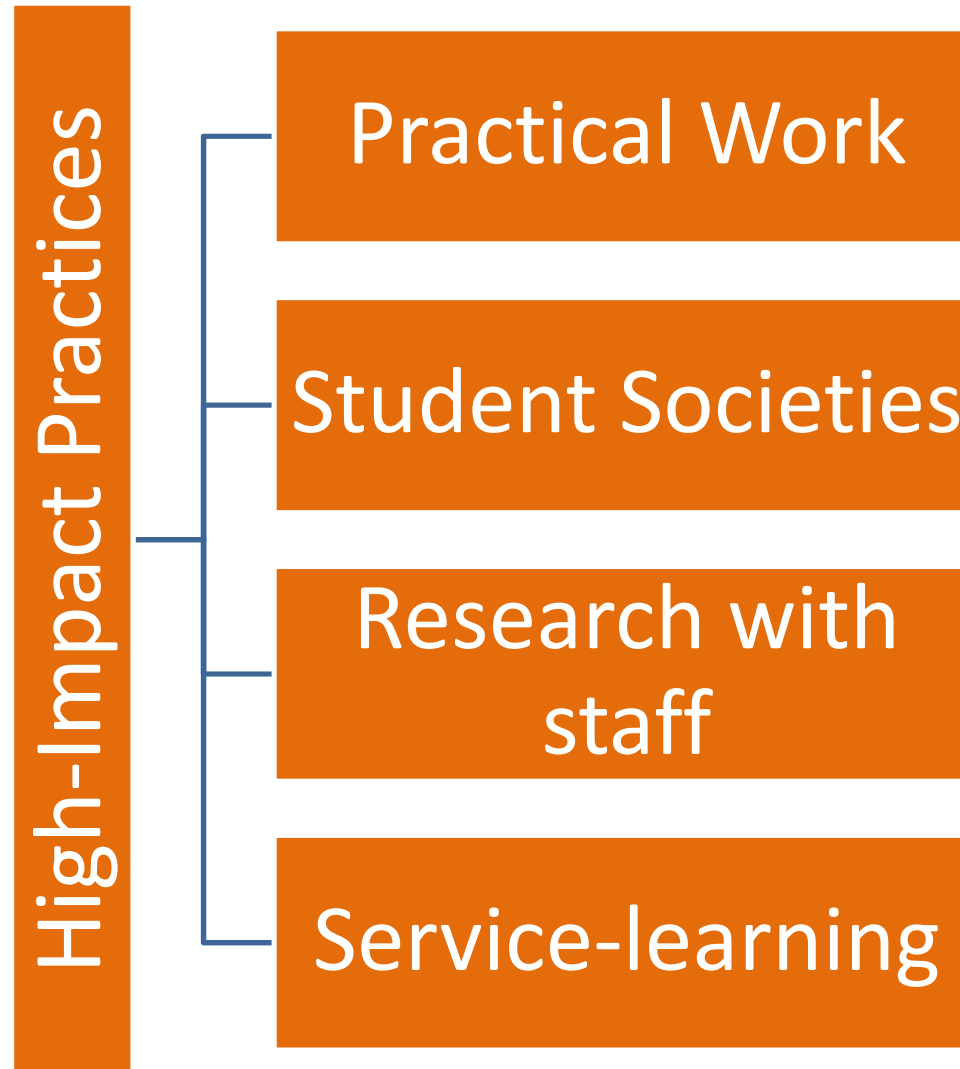 High-Impact Practices
Practical Work
Student Societies
Research with
staff
Service-learning